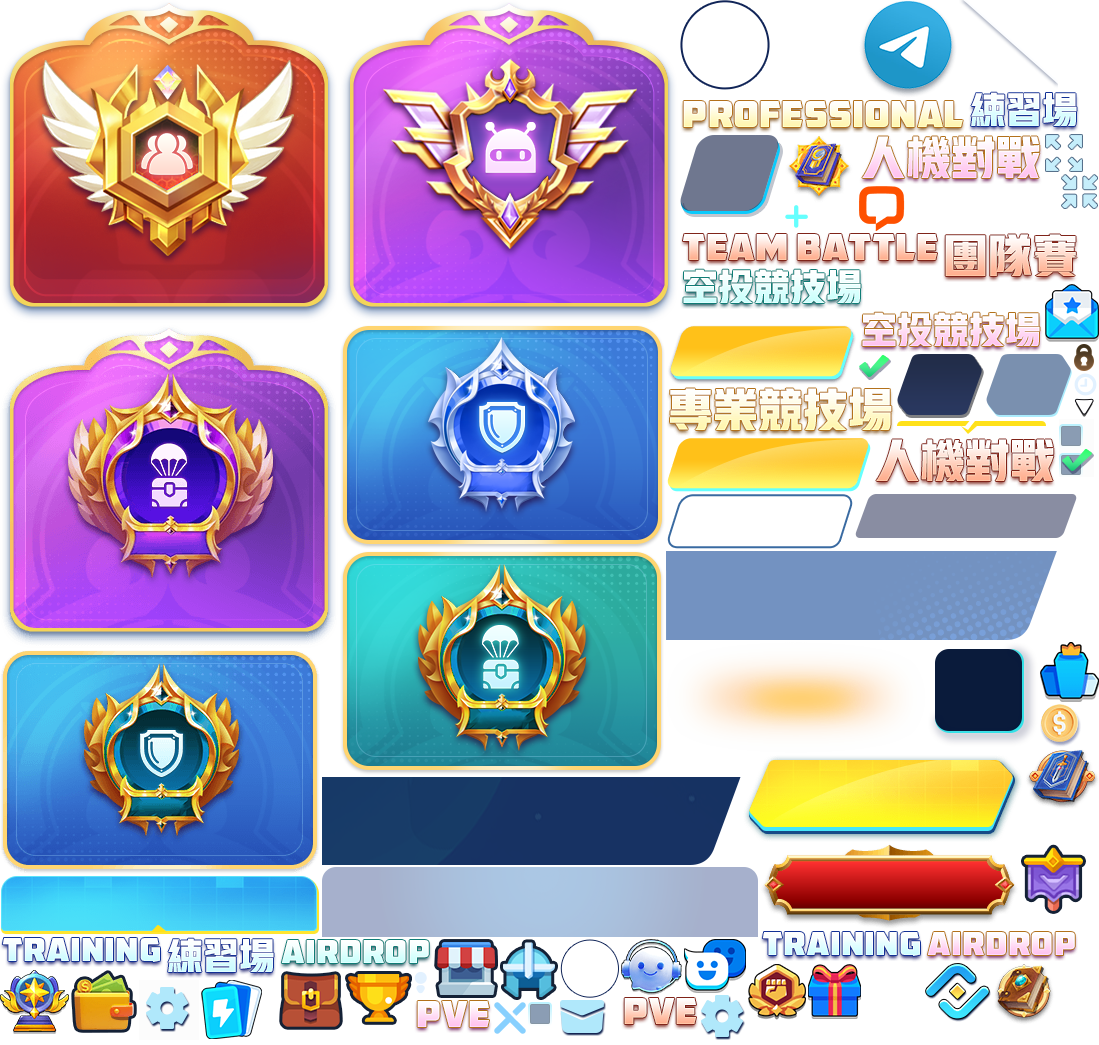 PROFESSIONAL
練習場
人機對戰
TEAM BATTLE
團隊賽
空投競技場
空投競技場
專業競技場
人機對戰
TRAINING
練習場
AIRDROP
TRAINING
AIRDROP
PVE
PVE